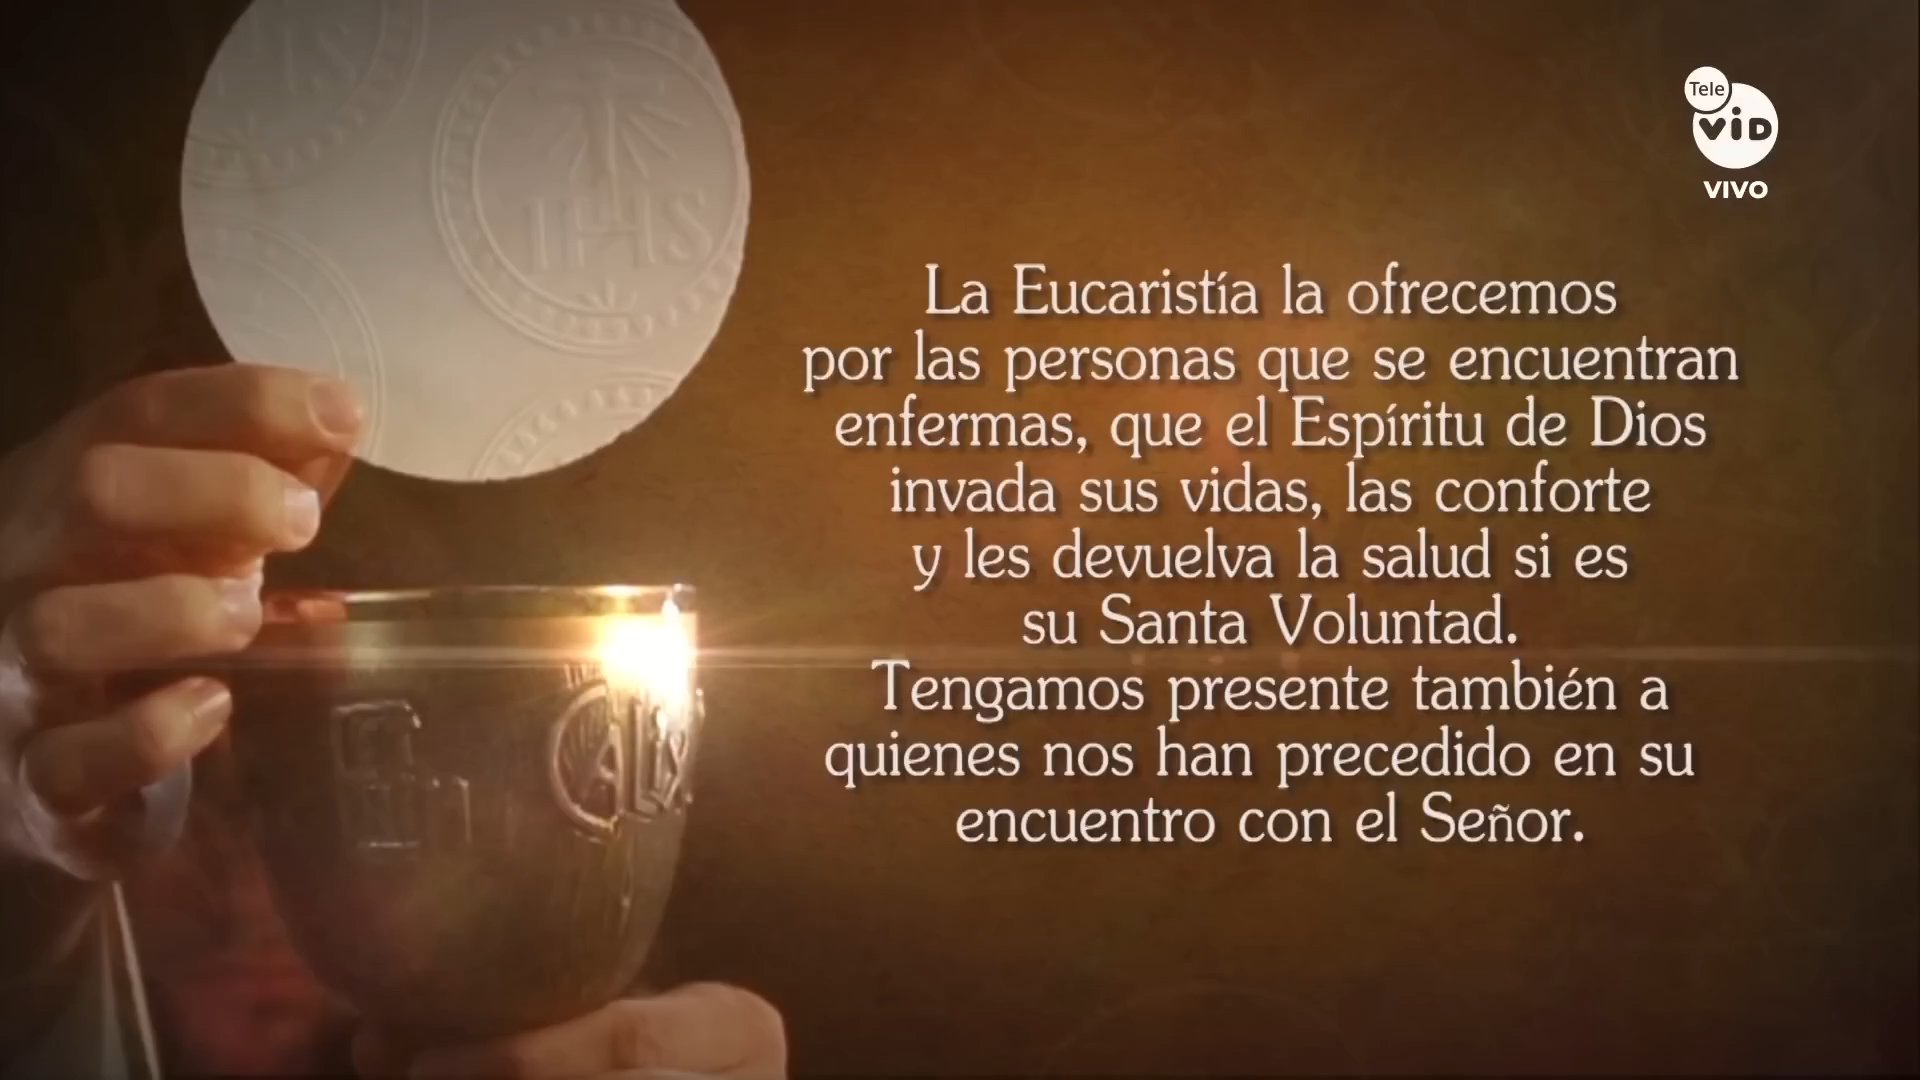 Tele
ViD
VIVO
IHS
La Eucaristía la ofrecemos
por las personas que se encuentran
enfermas, que el Espíritu de Dios
invada sus vidas, las conforte
y les devuelva la salud si es
su Santa Voluntad.
Tengamos presente también a
quienes nos han precedido en su
encuentro con el Señor.